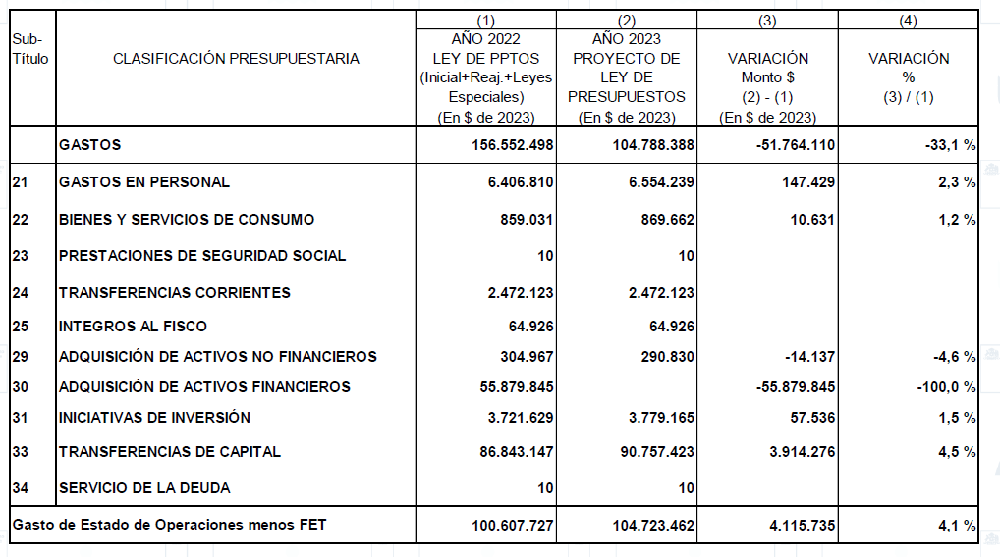 (1) (2) (3) (4)
Sub-Título CLASIFICACIÓN PRESUPUESTARIA AÑO 2022 LEY DE PPTOS (Inicial+Reaj.+Leyes Especiales) (En $ de 2023) AÑO 2023 PROYECTO DE LEY DE PRESUPUESTOS (En $ de 2023) VARIACIÓN Monto $ (2) - (1) (En $ de 2023) VARIACIÓN % (3) / (1)
GASTOS 156.552.498 104.788.388 -51.764.110 -33,1 %
21 GASTOS EN PERSONAL 6.406.810 6.554.239 147.429 2,3 %
22 BIENES Y SERVICIOS DE CONSUMO 859.031 869.662 10.631 1,2 %
23 PRESTACIONES DE SEGURIDAD SOCIAL 10 10
24 TRANSFERENCIAS CORRIENTES 2.472.123 2.472.123
25 INTEGROS AL FISCO 64.926 64.926
29 ADQUISICIÓN DE ACTIVOS NO FINANCIEROS 304.967 290.830 -14.137 -4,6 %
30 ADQUISICIÓN DE ACTIVOS FINANCIEROS 55.879.845 -55.879.845 -100,0 %
31 INICIATIVAS DE INVERSIÓN 3.721.629 3.779.165 57.536 1,5 %
33 TRANSFERENCIAS DE CAPITAL 86.843.147 90.757.423 3.914.276 4,5 %
34 SERVICIO DE LA DEUDA 10 10
Gasto de Estado de Operaciones menos FET 100.607.727 104.723.462 4.115.735 4,1 %